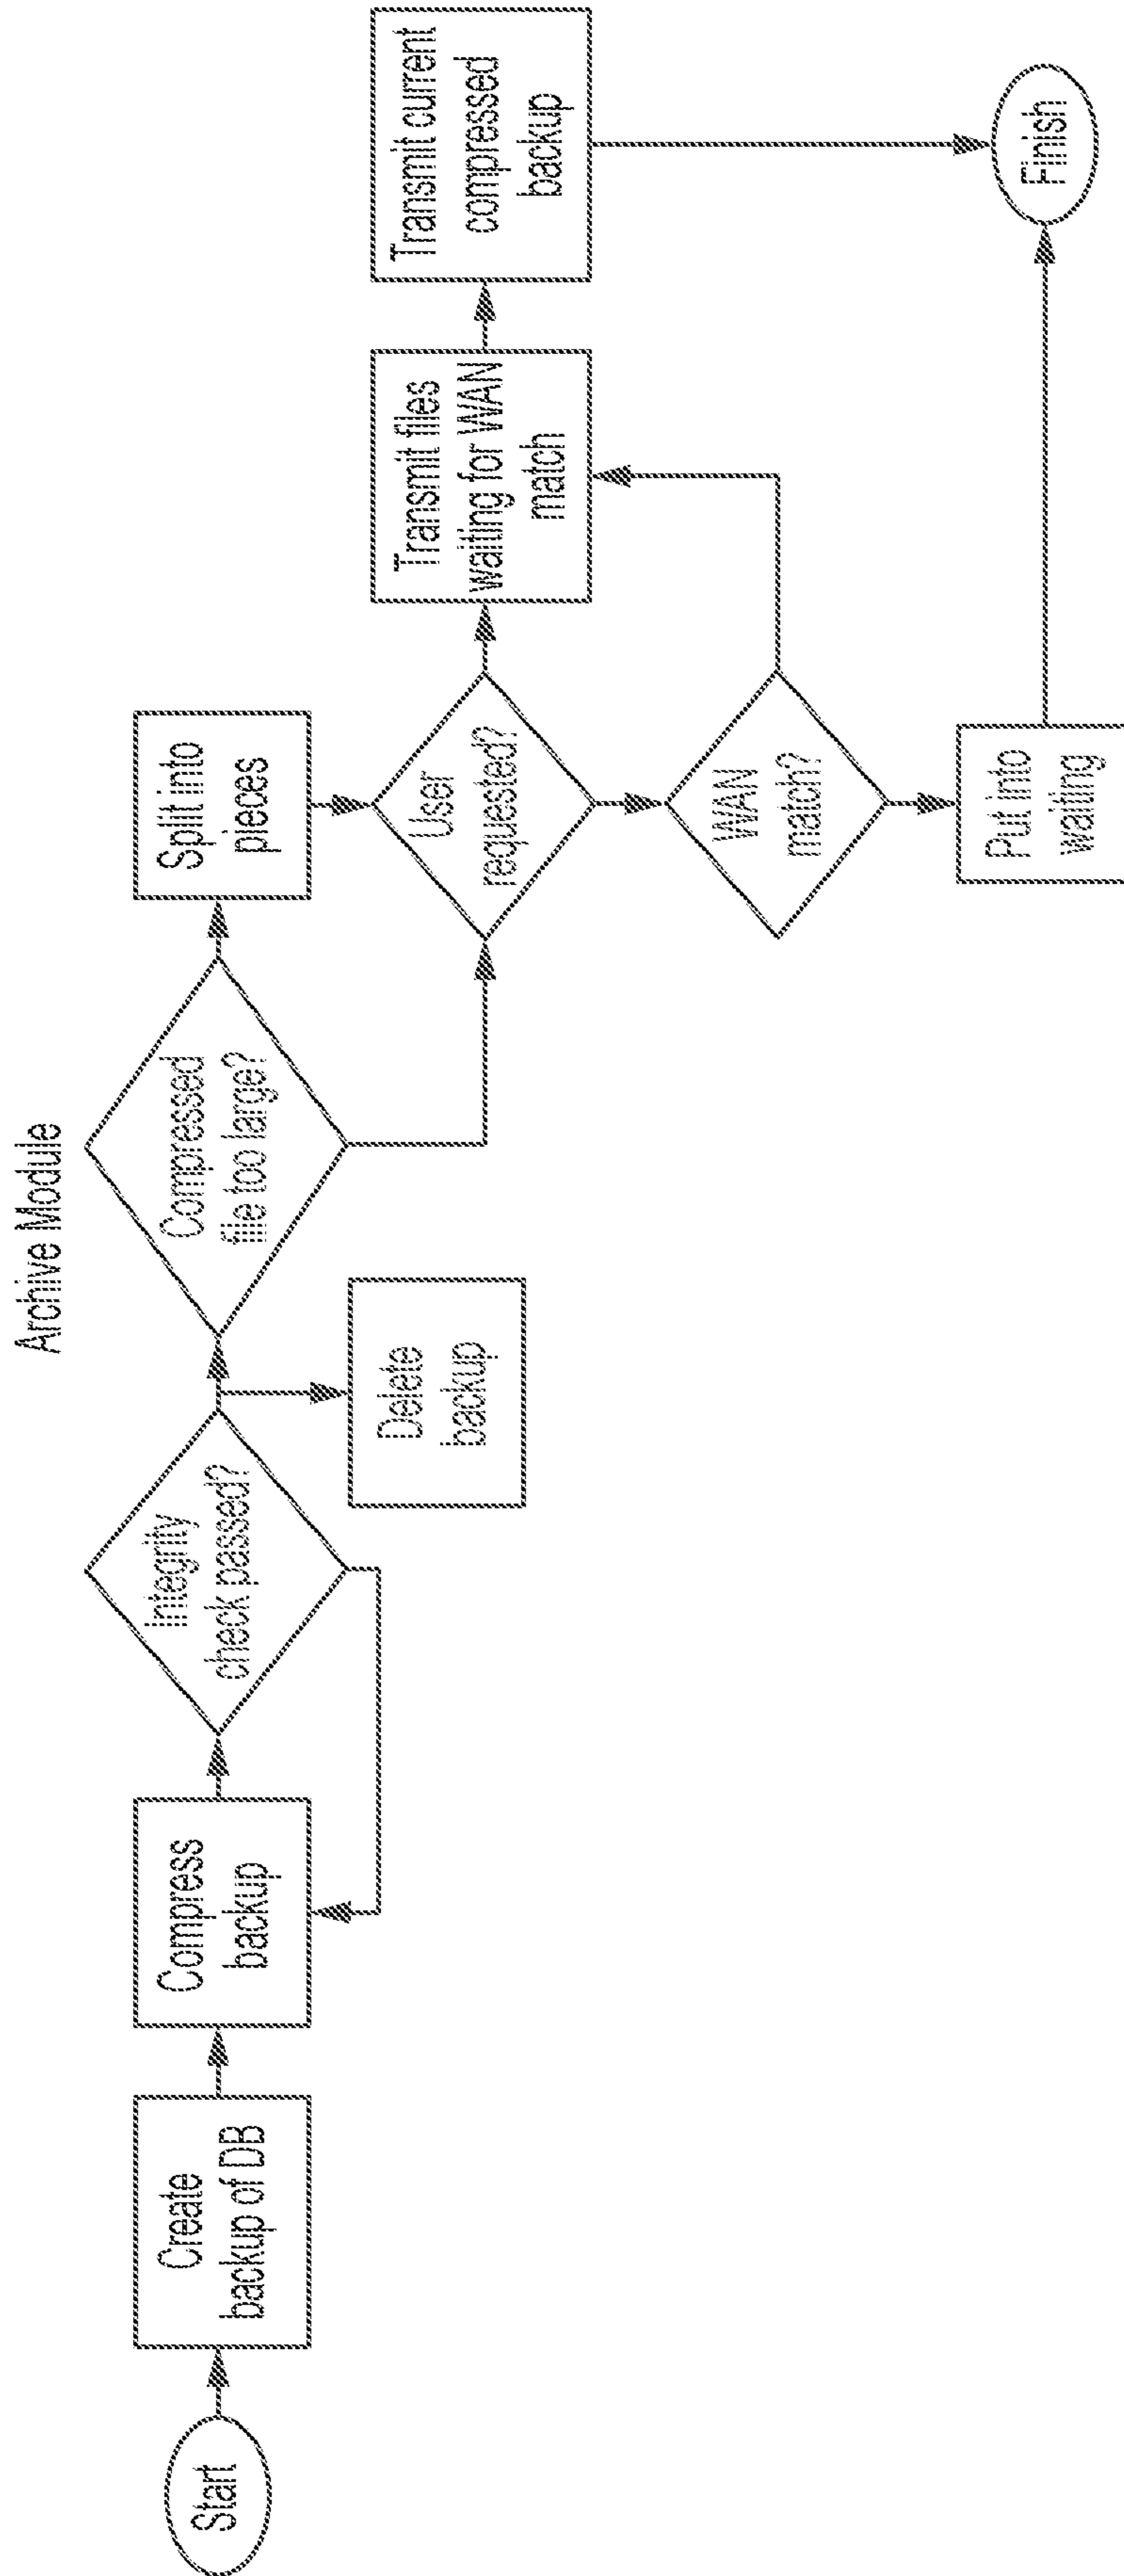 Archive Module
Start
Create
backup of DB
Compress
backup
Integrity
check passed?
Delete
backup
Compressed
file too large?
Split into
pieces
User
requested?
WAN
match?
Put into
waiting
Transmit files
waiting for WAN
match
Transmit current
compressed
backup
Finish